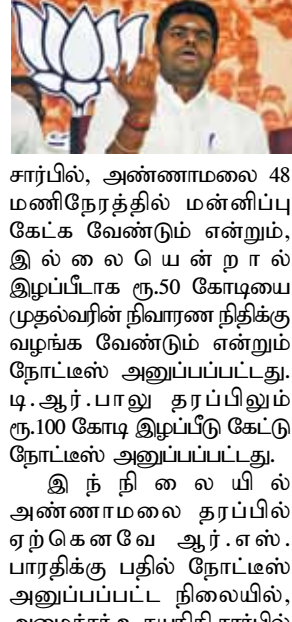 சார்பில், அண்ணாமலை 48
மணிநேரத்தில் மன்னிப்பு
கேட்க வேண்டும் என்றும்,
இல்லையென்றால்
இழப்பீடாக ரூ.50 கோடியை
முதல்வரின் நிவாரண நிதிக்கு
வழங்க வேண்டும் என்றும்
நோட்டீஸ் அனுப்பப்பட்டது.
டி.ஆர்.பாலு தரப்பிலும்
ரூ.100 கோடி இழப்பீடு கேட்டு
நோட்டீஸ் அனுப்பப்பட்டது.
இந்நிலையில்
அண்ணாமலை தரப்பில்
ஏற்கெனவே ஆர்.எஸ்.
பாரதிக்கு பதில் நோட்டீஸ்
அனுப்பப்பட்ட நிலையில்,